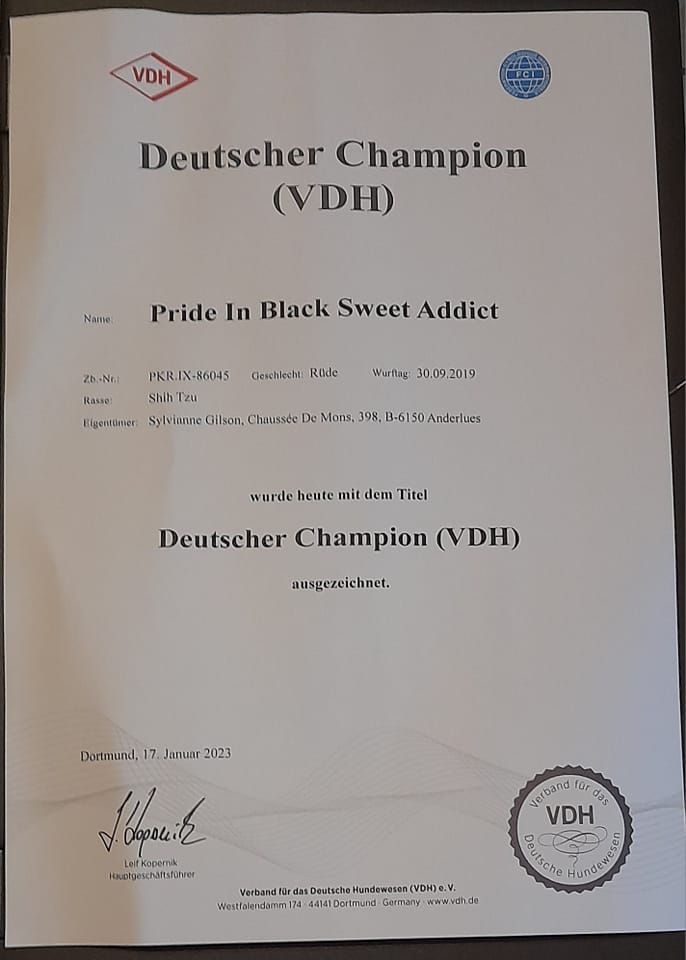 VDH
FCI
Deutscher Champion
(VDH)
Name: Pride In Black Sweet Addict
Zb.-Nr.: PKR.IX-86045 Geschlecht: Rüde Wurftag: 30.09.2019
Rasse: Shih Tzu
Eigentümer: Sylvianne Gilson, Chaussée De Mons, 398, B-6150 Anderlues
wurde heute mit dem Titel
Deutscher Champion (VDH)
ausgezeichnet.
Dortmund, 17. Januar 2023
Leif Kopernik
Hauptgeschäftsführer
Verband für das
VDH
Deutsche Hundewesen
Verband für das Deutsche Hundewesen (VDH) e. V.
Westfalendamm 174 · 44141 Dortmund · Germany · www.vdh.de